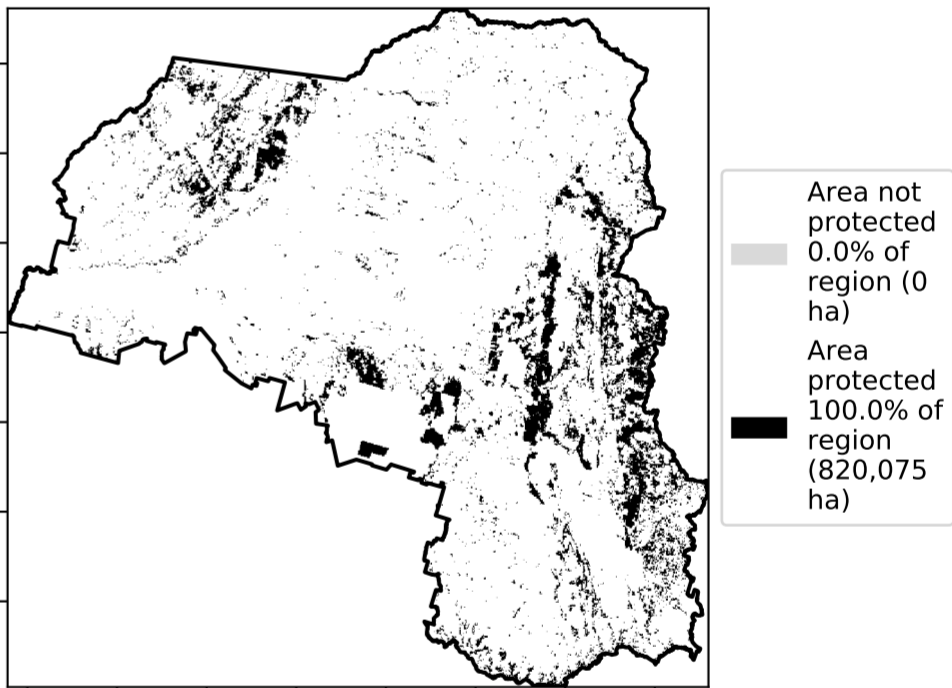 Area not
protected
0.0% of
region (0
ha)
Area
protected
100.0% of
region
(820,075
ha)